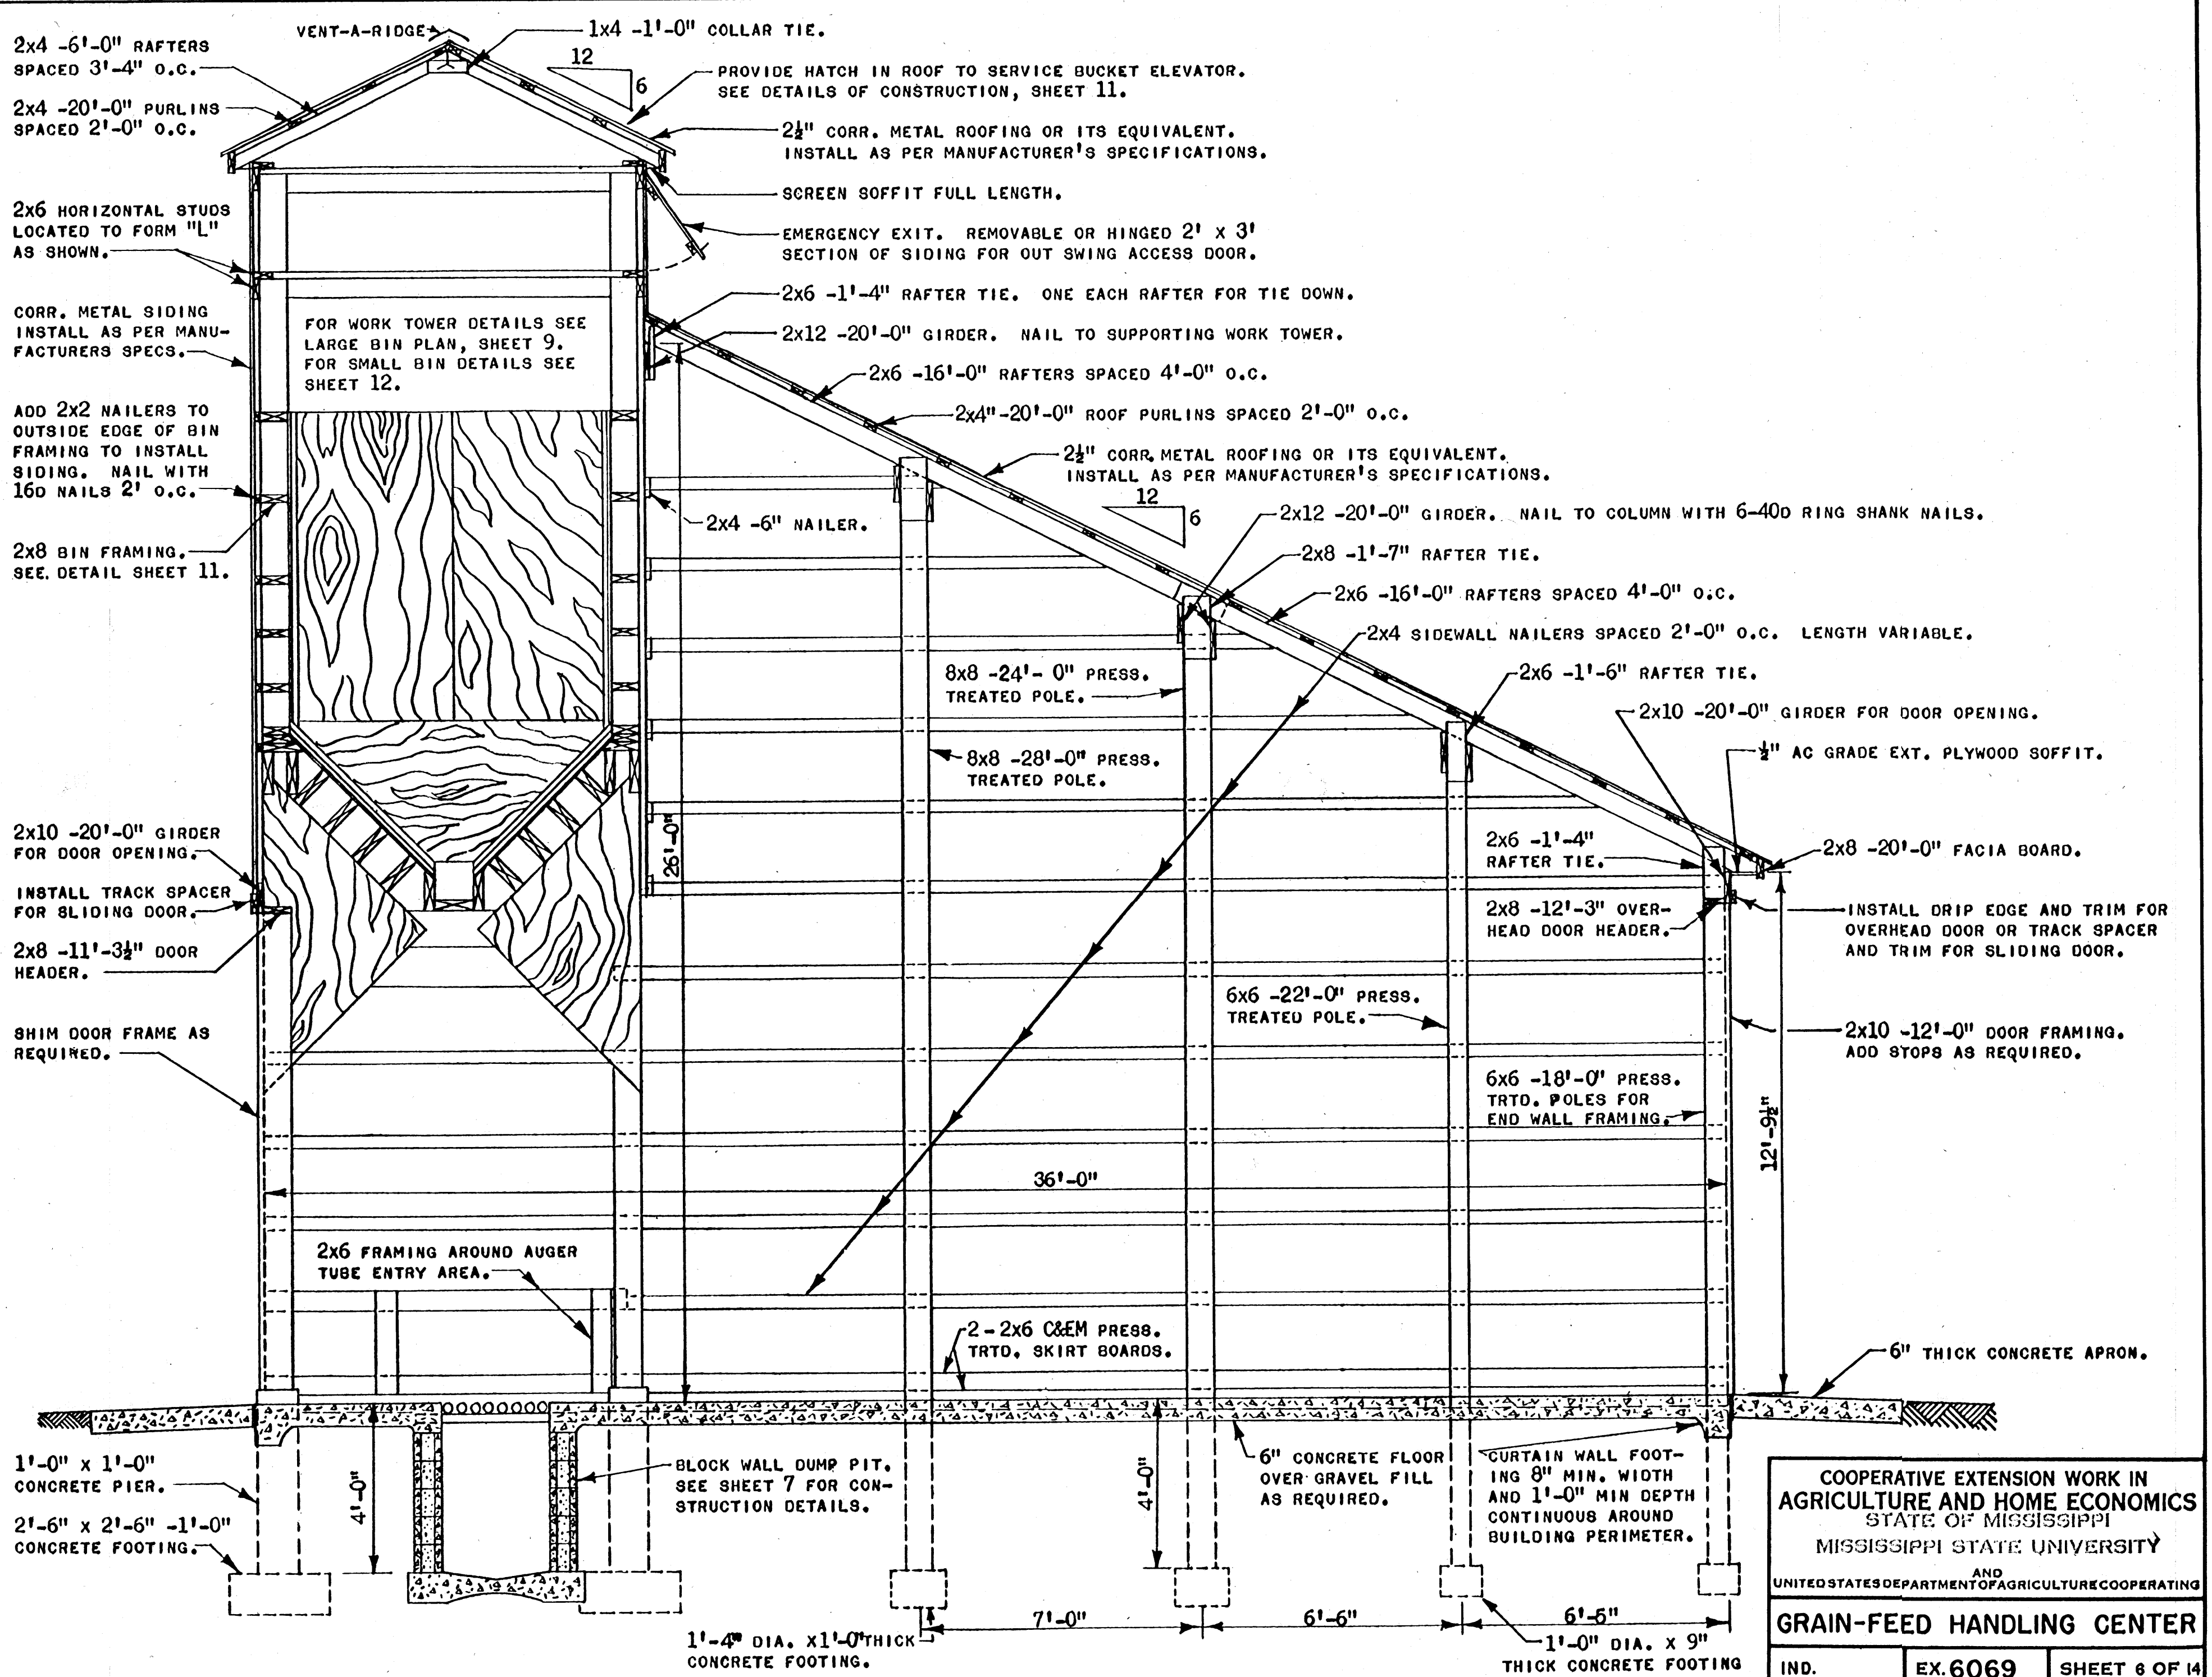 VENT-A-RIDGE
1x4 -1'-0" COLLAR TIE.
2x4 -6'-0" RAFTERS
SPACED 3'-4" O.C.
2x4 -20'-0" PURLINS
SPACED 2'-0" O.C.
12
6
PROVIDE HATCH IN ROOF TO SERVICE BUCKET ELEVATOR.
SEE DETAILS OF CONSTRUCTION, SHEET 11.
2½" CORR. METAL ROOFING OR ITS EQUIVALENT.
INSTALL AS PER MANUFACTURER'S SPECIFICATIONS.
SCREEN SOFFIT FULL LENGTH.
2x6 HORIZONTAL STUDS
LOCATED TO FORM "L"
AS SHOWN.
EMERGENCY EXIT. REMOVABLE OR HINGED 2' X 3'
SECTION OF SIDING FOR OUT SWING ACCESS DOOR.
2x6 -1'-4" RAFTER TIE. ONE EACH RAFTER FOR TIE DOWN.
2x12 -20'-0" GIRDER. NAIL TO SUPPORTING WORK TOWER.
CORR. METAL SIDING
INSTALL AS PER MANU-
FACTURERS SPECS.
FOR WORK TOWER DETAILS SEE
LARGE BIN PLAN, SHEET 9.
FOR SMALL BIN DETAILS SEE
SHEET 12.
2x6 -16'-0" RAFTERS SPACED 4'-0" O.C.
2x4"-20'-0" ROOF PURLINS SPACED 2'-0" O.C.
ADD 2x2 NAILERS TO
OUTSIDE EDGE OF BIN
FRAMING TO INSTALL
SIDING. NAIL WITH
16D NAILS 2' O.C.
2½" CORR. METAL ROOFING OR ITS EQUIVALENT.
INSTALL AS PER MANUFACTURER'S SPECIFICATIONS.
12
6
2x4 -6" NAILER.
2x12 -20'-0" GIRDER. NAIL TO COLUMN WITH 6-40D RING SHANK NAILS.
2x8 BIN FRAMING.
SEE. DETAIL SHEET 11.
2x8 -1'-7" RAFTER TIE.
2x6 -16'-0" RAFTERS SPACED 4'-0" O.C.
2x4 SIDEWALL NAILERS SPACED 2'-0" O.C. LENGTH VARIABLE.
8x8 -24'- 0" PRESS.
TREATED POLE.
2x6 -1'-6" RAFTER TIE.
2x10 -20'-0" GIRDER FOR DOOR OPENING.
½" AC GRADE EXT. PLYWOOD SOFFIT.
8x8 -28'-0" PRESS.
TREATED POLE.
26'-0"
2x10 -20'-0" GIRDER
FOR DOOR OPENING.
2x6 -1'-4"
RAFTER TIE.
2x8 -20'-0" FACIA BOARD.
INSTALL TRACK SPACER
FOR SLIDING DOOR.
2x8 -12'-3" OVER-
HEAD DOOR HEADER.
INSTALL DRIP EDGE AND TRIM FOR
OVERHEAD DOOR OR TRACK SPACER
AND TRIM FOR SLIDING DOOR.
2x8 -11'-3½" DOOR
HEADER.
6x6 -22'-0" PRESS.
TREATED POLE.
SHIM DOOR FRAME AS
REQUIRED.
2x10 -12'-0" DOOR FRAMING.
ADD STOPS AS REQUIRED.
6x6 -18'-0" PRESS.
TRTD. POLES FOR
END WALL FRAMING.
12'-9½"
36'-0"
2x6 FRAMING AROUND AUGER
TUBE ENTRY AREA.
2 - 2x6 C&EM PRESS.
TRTD. SKIRT BOARDS.
6" THICK CONCRETE APRON.
1'-0" x 1'-0"
CONCRETE PIER.
4'-0"
BLOCK WALL DUMP PIT.
SEE SHEET 7 FOR CON-
STRUCTION DETAILS.
4'-0"
6" CONCRETE FLOOR
OVER GRAVEL FILL
AS REQUIRED.
CURTAIN WALL FOOT-
ING 8" MIN. WIDTH
AND 1'-0" MIN DEPTH
CONTINUOUS AROUND
BUILDING PERIMETER.
2'-6" x 2'-6" -1'-0"
CONCRETE FOOTING.
7'-0"
6'-6"
6'-5"
1'-4" DIA. X1'-0"THICK
CONCRETE FOOTING.
1'-0" DIA. X 9"
THICK CONCRETE FOOTING
COOPERATIVE EXTENSION WORK IN
AGRICULTURE AND HOME ECONOMICS
STATE OF MISSISSIPPI
MISSISSIPPI STATE UNIVERSITY
AND
UNITED STATES DEPARTMENT OF AGRICULTURE COOPERATING
GRAIN-FEED HANDLING CENTER
IND.
EX. 6069
SHEET 6 OF 14